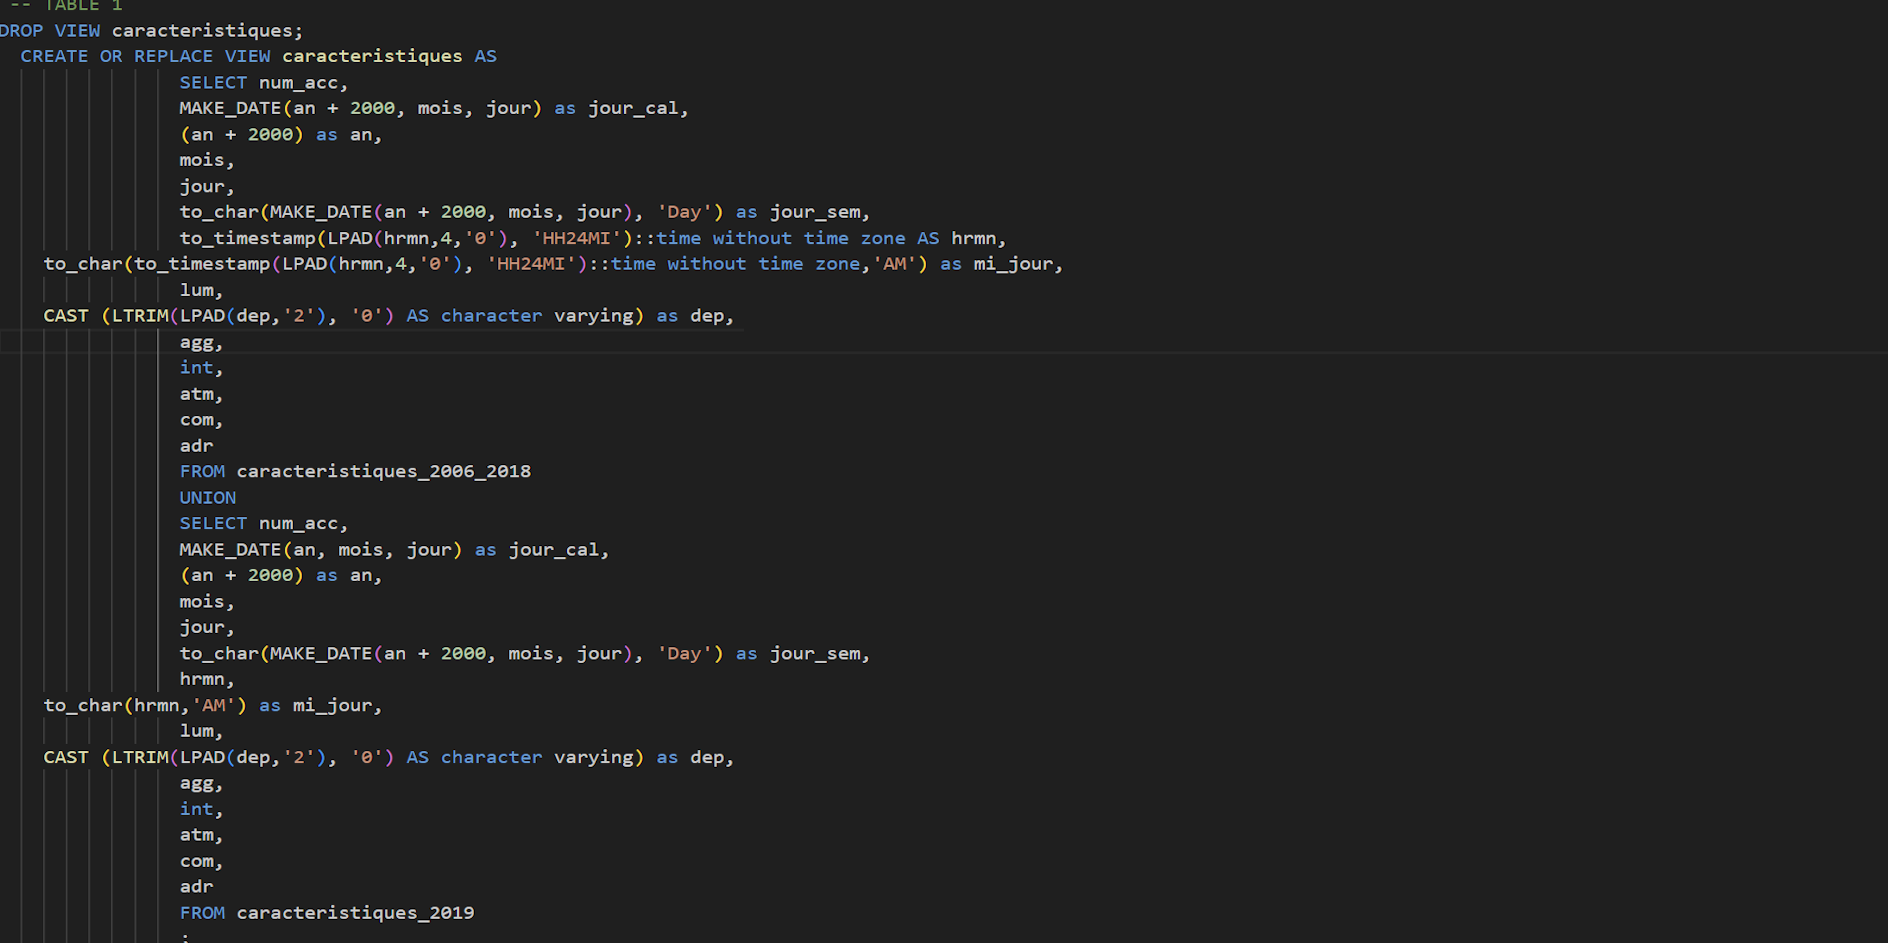 -- TABLE 1
DROP VIEW caracteristiques;
CREATE OR REPLACE VIEW caracteristiques AS
SELECT num_acc,
MAKE_DATE(an + 2000, mois, jour) as jour_cal,
(an + 2000) as an,
mois,
jour,
to_char(MAKE_DATE(an + 2000, mois, jour), 'Day') as jour_sem,
to_timestamp(LPAD(hrmn,4,'0'), 'HH24MI')::time without time zone AS hrmn,
to_char(to_timestamp(LPAD(hrmn,4,'0'), 'HH24MI')::time without time zone,'AM') as mi_jour,
lum,
CAST (LTRIM(LPAD(dep,'2'), '0') AS character varying) as dep,
agg,
int,
atm,
com,
adr
FROM caracteristiques_2006_2018
UNION
SELECT num_acc,
MAKE_DATE(an, mois, jour) as jour_cal,
(an + 2000) as an,
mois,
jour,
to_char(MAKE_DATE(an + 2000, mois, jour), 'Day') as jour_sem,
hrmn,
to_char(hrmn,'AM') as mi_jour,
lum,
CAST (LTRIM(LPAD(dep,'2'), '0') AS character varying) as dep,
agg,
int,
atm,
com,
adr
FROM caracteristiques_2019
;